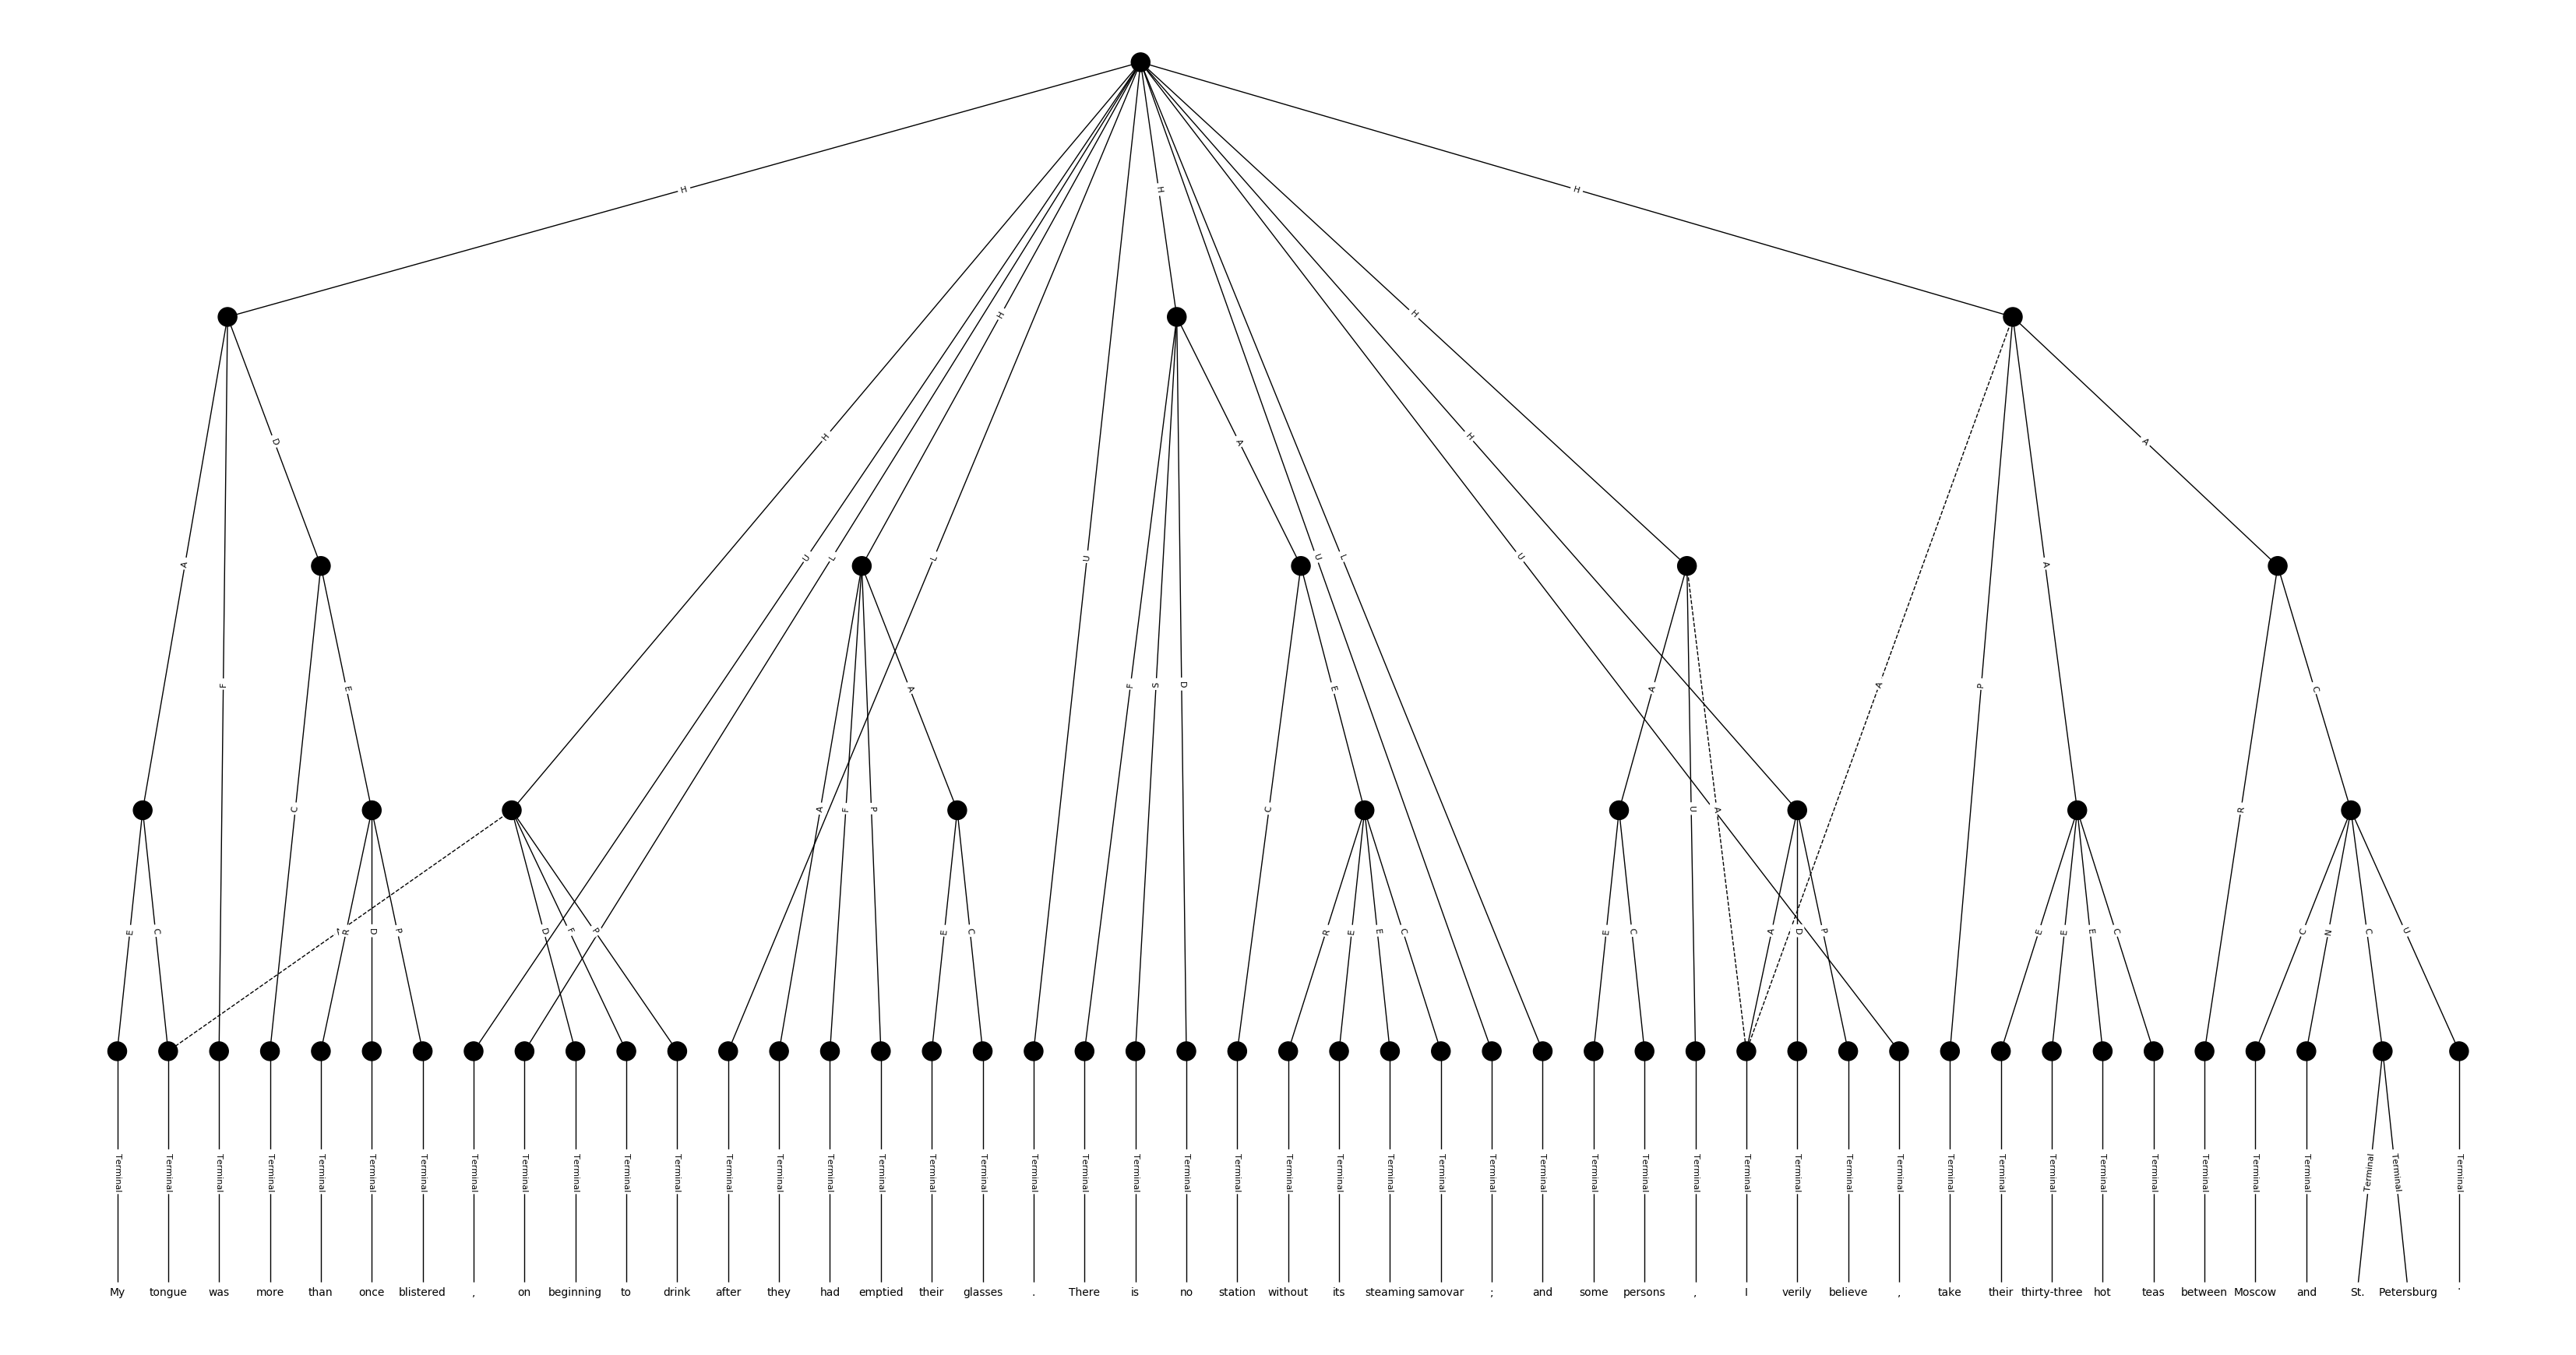 H H H
H H
D A A
H H
A U L L U U L U A
F E F S D A E A A P C
A F P C A U A C R
C
E C A R D P D F P E C R E E C E C A D P E E E C C N C U
Terminal Terminal Terminal Terminal Terminal Terminal Terminal Terminal Terminal Terminal Terminal Terminal Terminal Terminal Terminal Terminal Terminal Terminal Terminal Terminal Terminal Terminal Terminal Terminal Terminal Terminal Terminal Terminal Terminal Terminal Terminal Terminal Terminal Terminal Terminal Terminal Terminal Terminal Terminal Terminal Terminal Terminal Terminal Terminal Terminal Terminal Terminal
My tongue was more than once blistered , on beginning to drink after they had emptied their glasses . There is no station without its steaming samovar ; and some persons , I verily believe , take their thirty-three hot teas between Moscow and St. Petersburg .